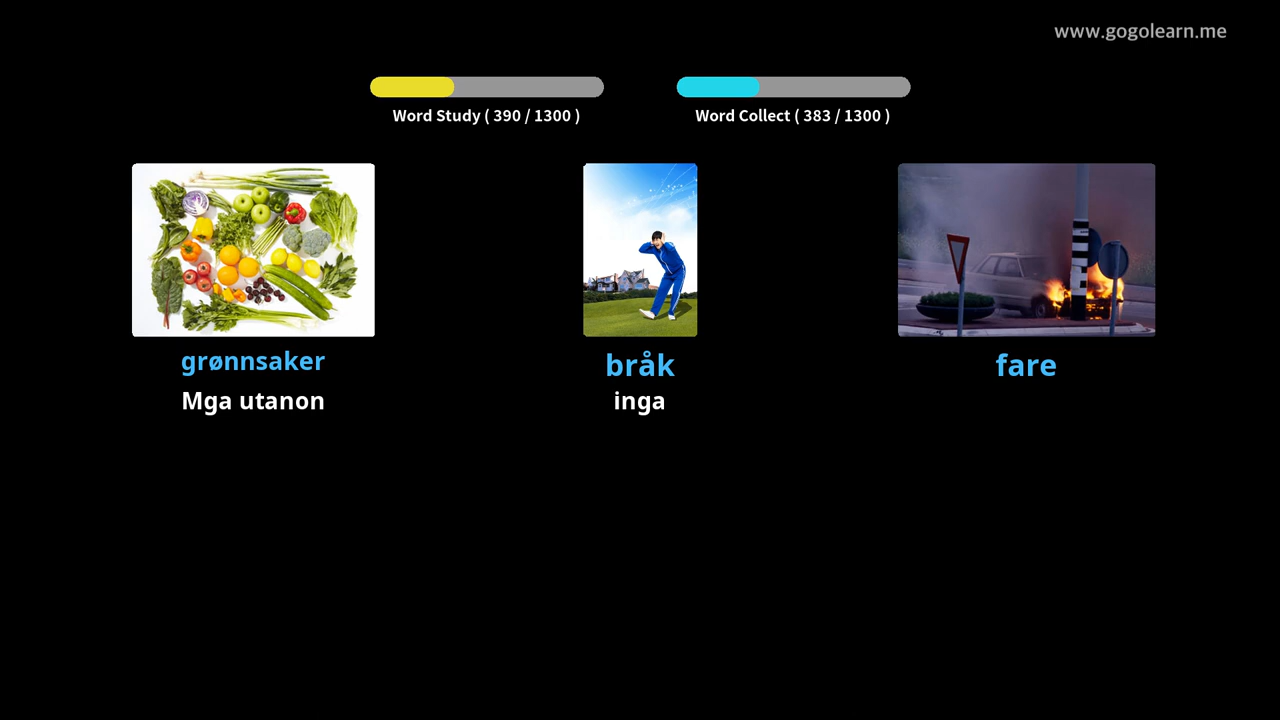 www.gogolearn.me
Word Study ( 390 / 1300 )
Word Collect ( 383 / 1300 )
grønnsaker
Mga utanon
bråk
inga
fare